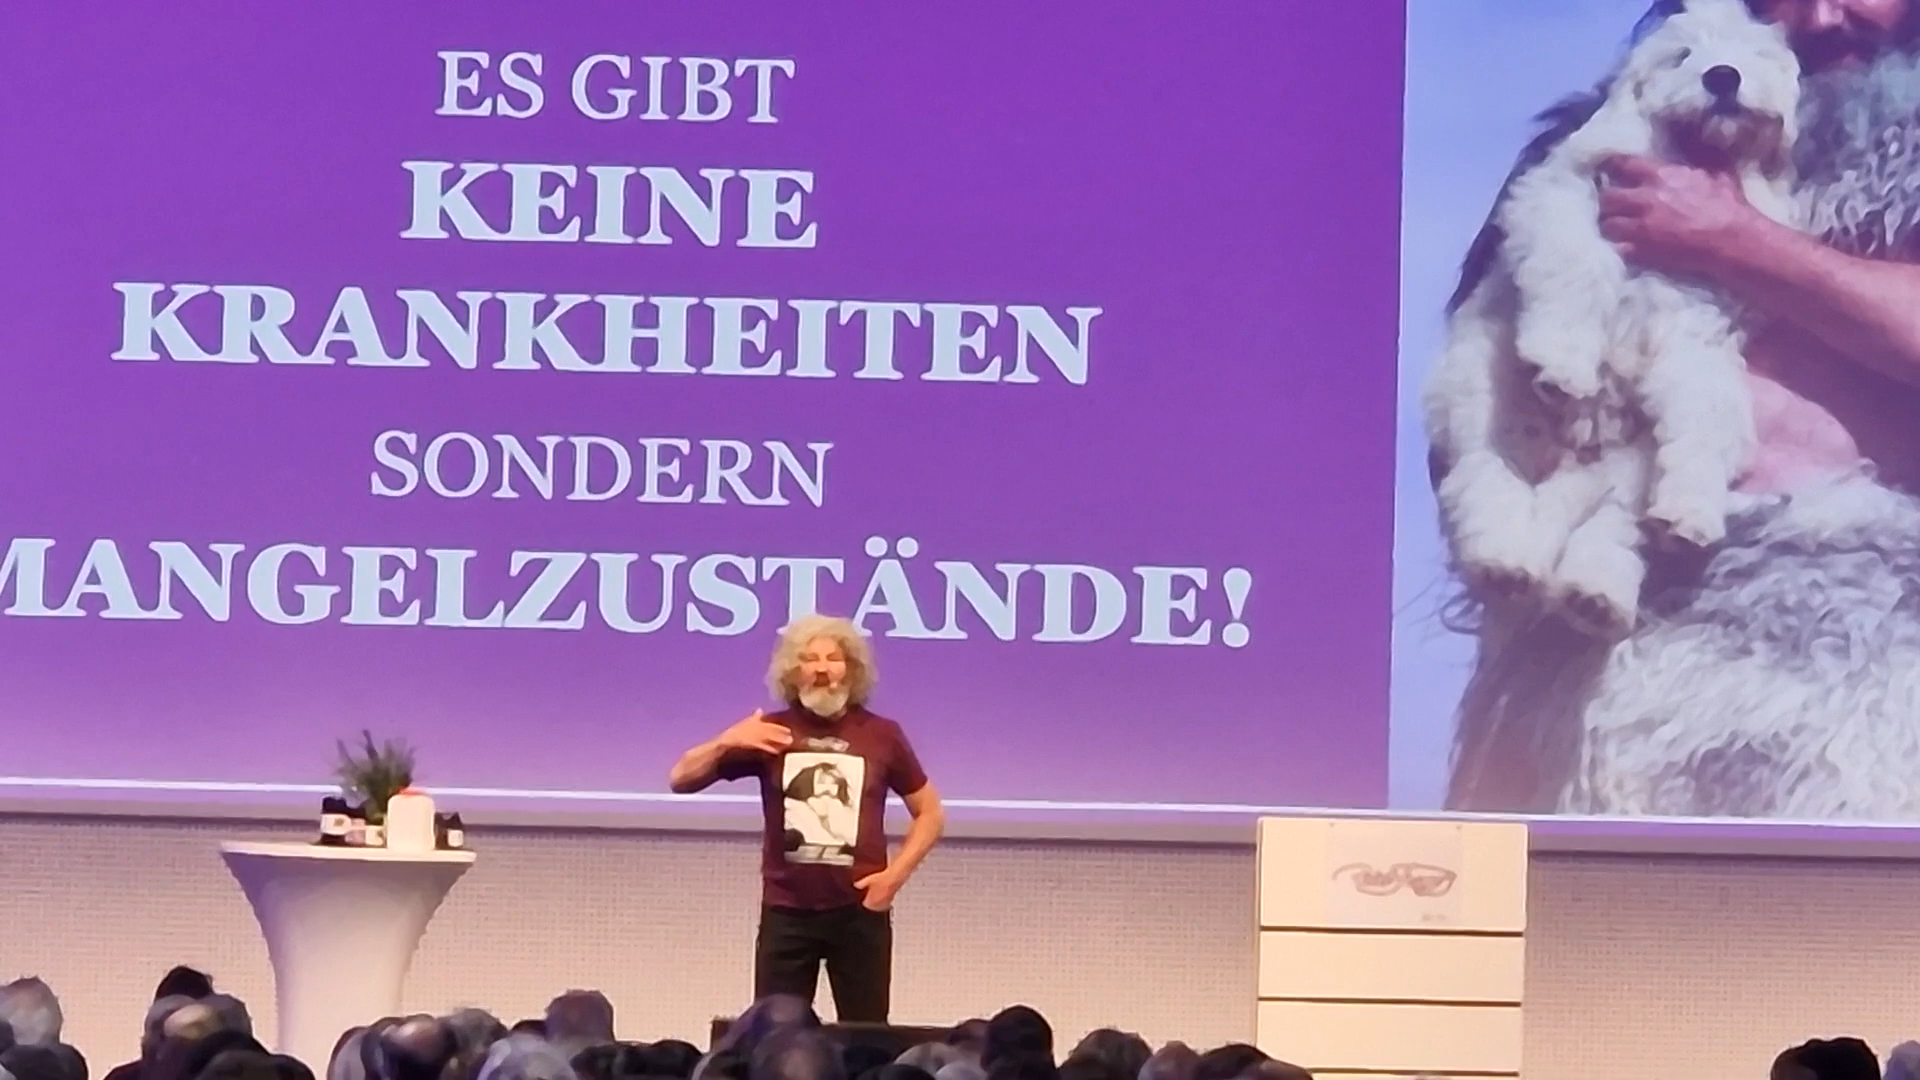 ES GIBT
KEINE
KRANKHEITEN
SONDERN
MANGELZUSTÄNDE!